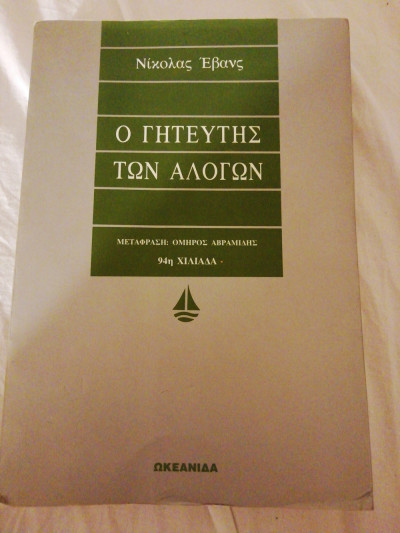 Νίκολας Έβανς
Ο ΓΗΤΕΥΤΗΣ
ΤΩΝ ΑΛΟΓΩΝ
ΜΕΤΑΦΡΑΣΗ: ΟΜΗΡΟΣ ΑΒΡΑΜΙΔΗΣ
94η ΧΙΛΙΑΔΑ
ΩΚΕΑΝΙΔΑ